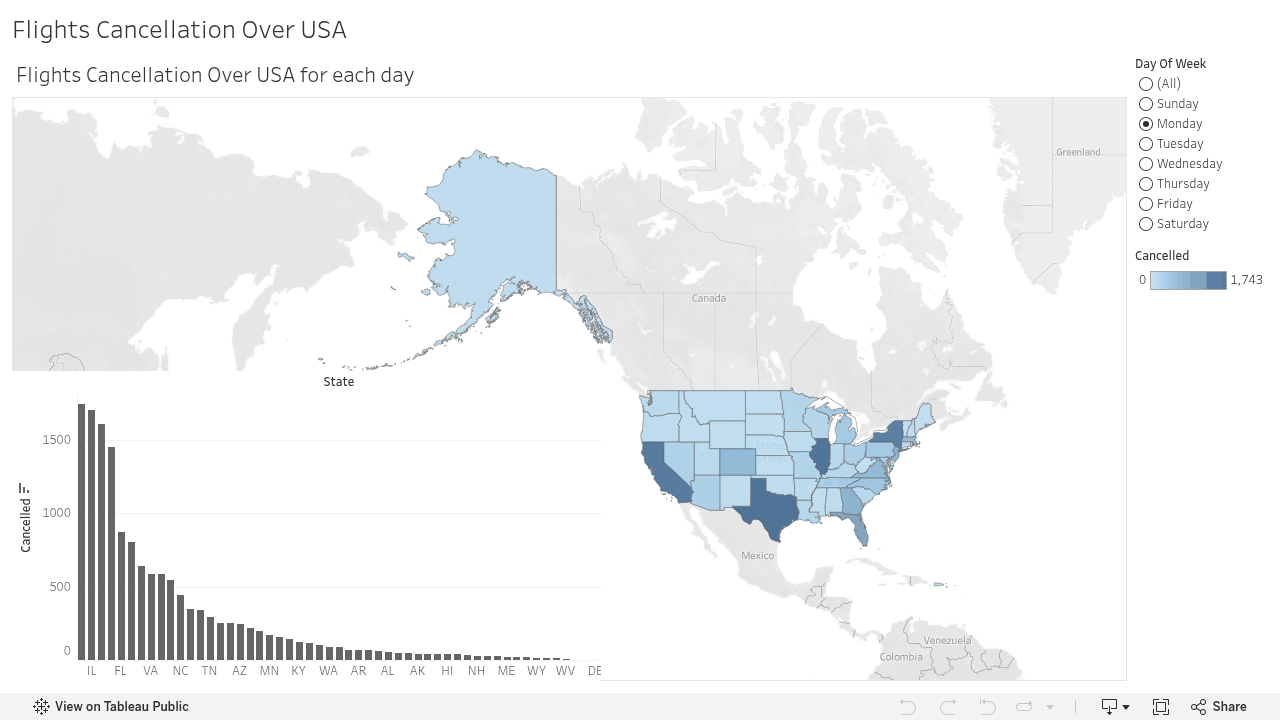 Flights Cancellation Over USA
Flights Cancellation Over USA for each day
Day Of Week
(All)
Sunday
Monday
Tuesday
Wednesday
Thursday
Friday
Saturday
Cancelled
0 1,743
Greenland
Canada
United States
Mexico
Venezuela
Colombia
State
Cancelled
1500
1000
500
0
IL FL VA NC TN AZ MN KY WA AR AL AK HI NH ME WY WV DE
View on Tableau Public
Share